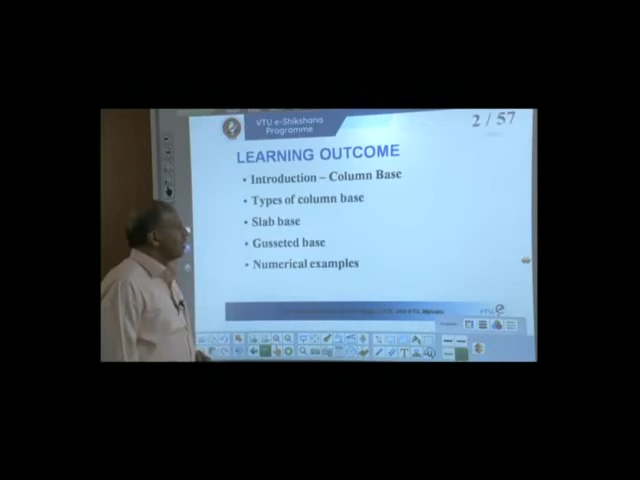 VTU e-Shikshana
Programme
2 / 57
LEARNING OUTCOME
• Introduction – Column Base
• Types of column base
• Slab base
• Gusseted base
• Numerical examples
VTU e